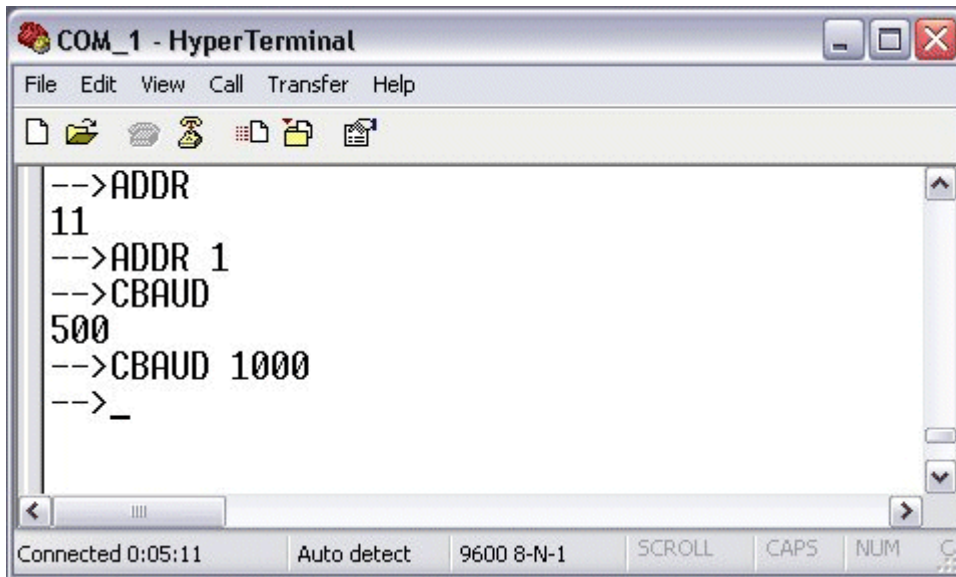 COM_1 - HyperTerminal
File Edit View Call Transfer Help
-->ADDR
11
-->ADDR 1
-->CBAUD
500
-->CBAUD 1000
-->_
Connected 0:05:11 Auto detect 9600 8-N-1 SCROLL CAPS NUM